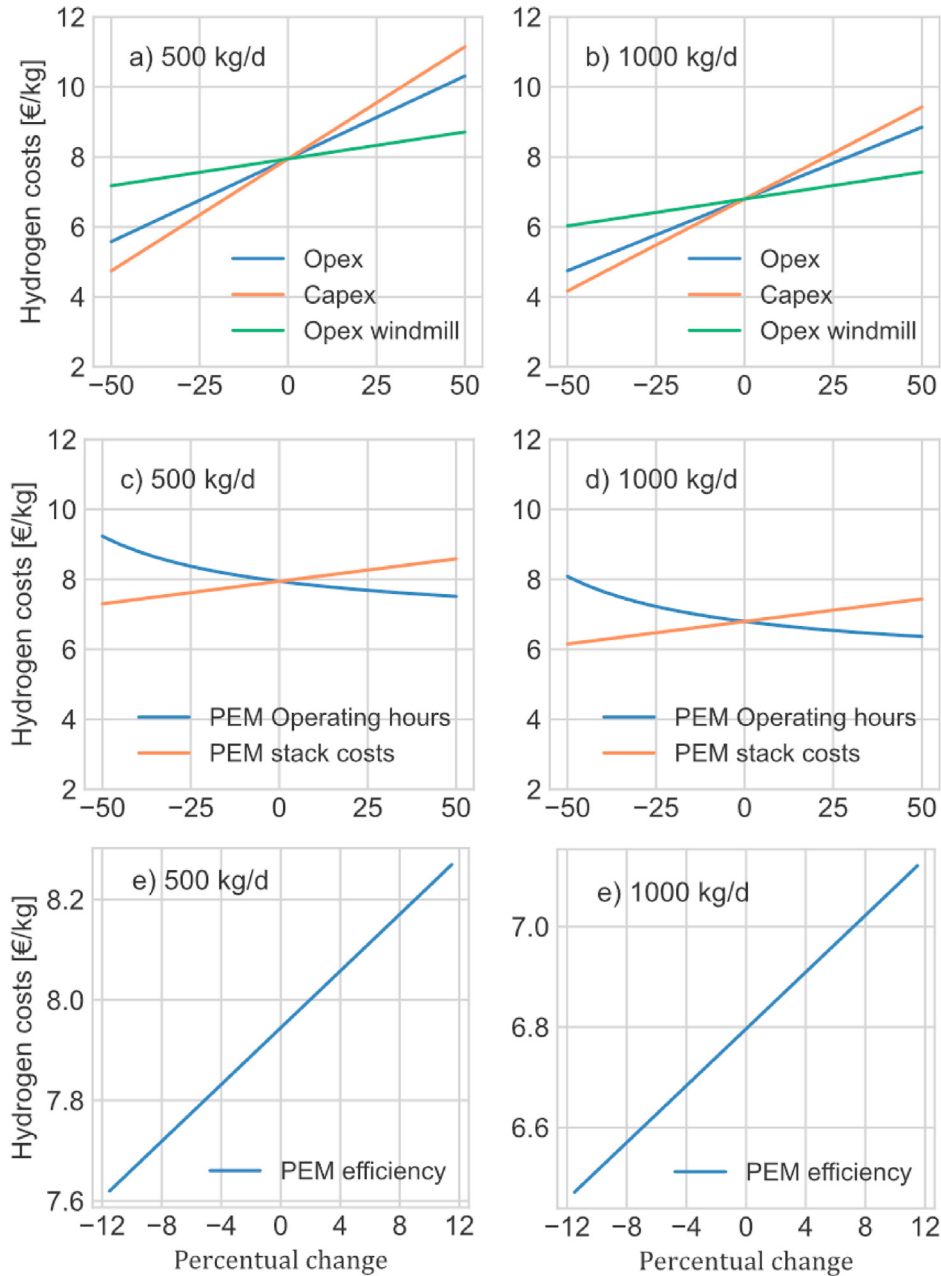 12
10
8
6
4
2
Hydrogen costs [€/kg]
a) 500 kg/d
Opex
Capex
Opex windmill
−50 −25 0 25 50
12
10
8
6
4
2
b) 1000 kg/d
Opex
Capex
Opex windmill
−50 −25 0 25 50
12
10
8
6
4
2
Hydrogen costs [€/kg]
c) 500 kg/d
PEM Operating hours
PEM stack costs
−50 −25 0 25 50
12
10
8
6
4
2
d) 1000 kg/d
PEM Operating hours
PEM stack costs
−50 −25 0 25 50
8.2
8.0
7.8
7.6
Hydrogen costs [€/kg]
e) 500 kg/d
PEM efficiency
−12 −8 −4 0 4 8 12
Percentual change
7.0
6.8
6.6
e) 1000 kg/d
PEM efficiency
−12 −8 −4 0 4 8 12
Percentual change